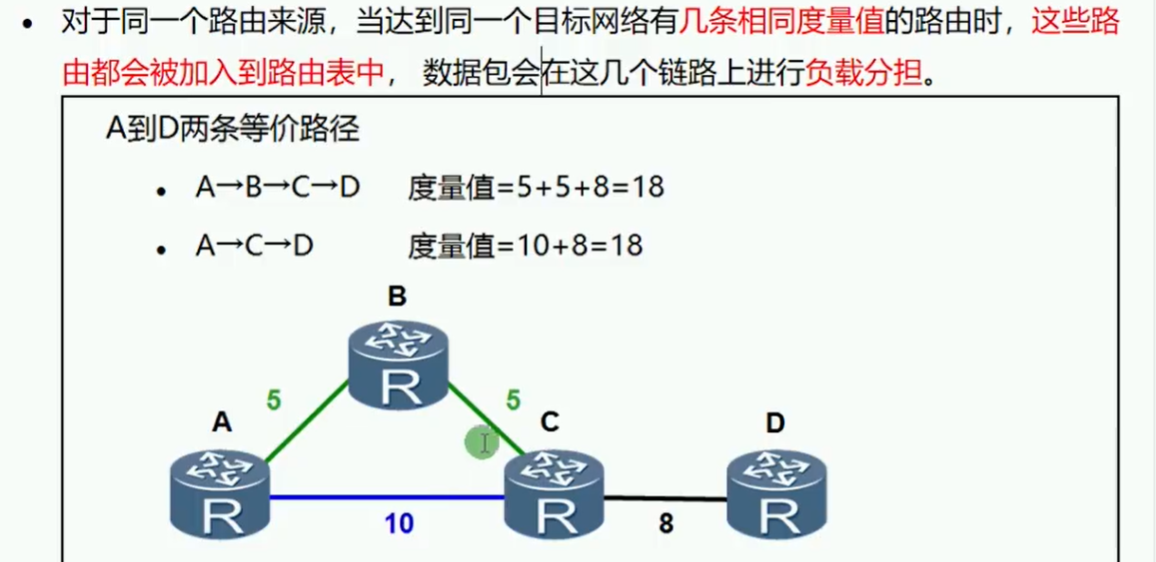 • 对于同一个路由来源，当达到同一个目标网络有几条相同度量值的路由时，这些路
由都会被加入到路由表中， 数据包会在这几个链路上进行负载分担。
A到D两条等价路径
• A→B→C→D 度量值=5+5+8=18
• A→C→D 度量值=10+8=18
B
R
5
5
A
C
D
R
R
R
10
8